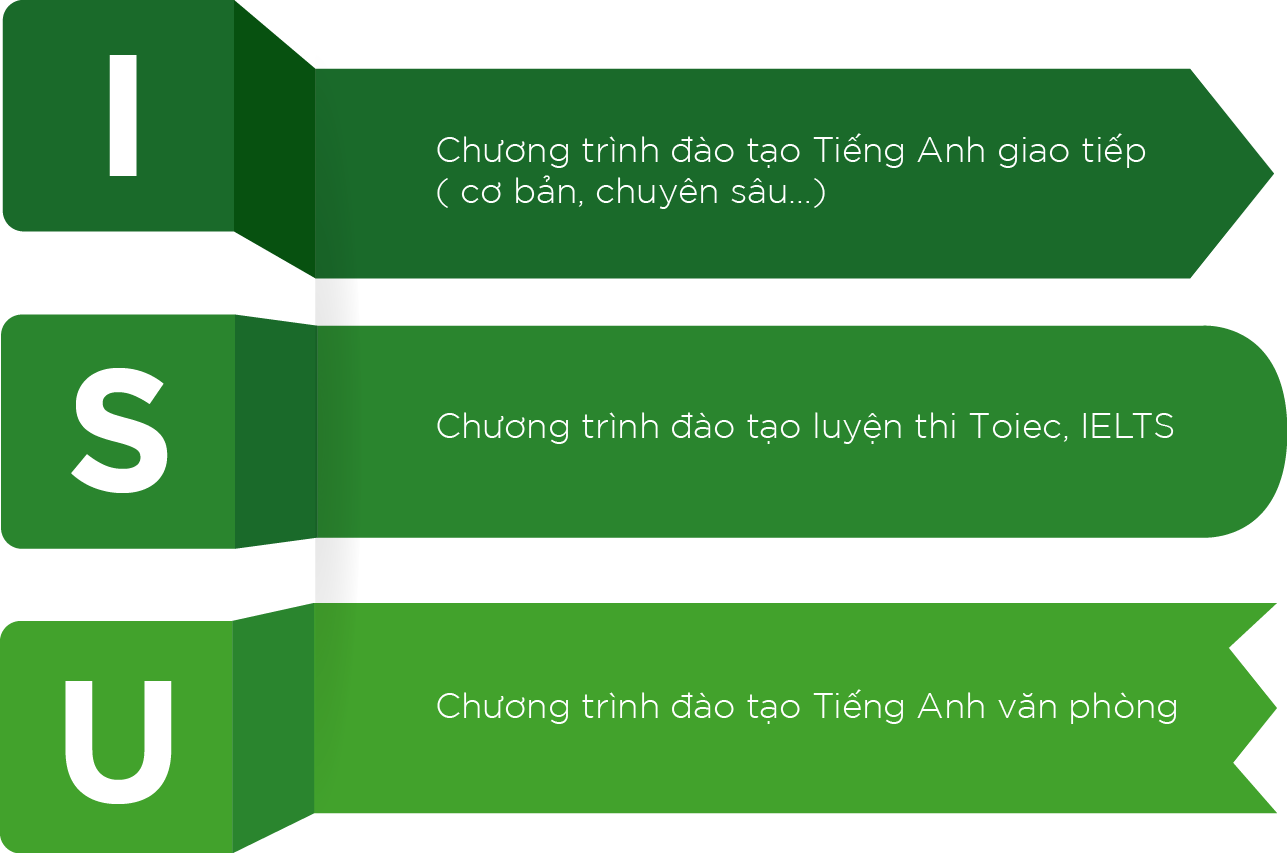 I
Chương trình đào tạo Tiếng Anh giao tiếp
( cơ bản, chuyên sâu...)
S
Chương trình đào tạo luyện thi Toiec, IELTS
U
Chương trình đào tạo Tiếng Anh văn phòng